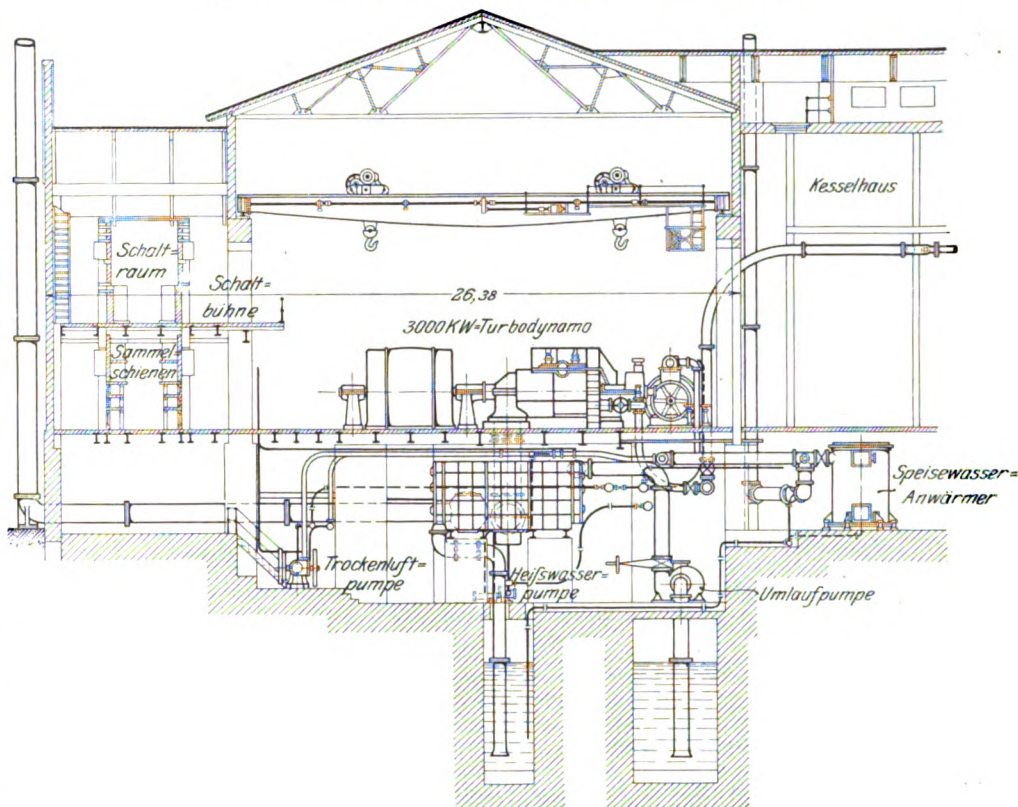 Kesselhaus
Schalt=
raum
Schalt=
bühne
26,38
3000KW=Turbodynamo
Sammel
schienen
Speisewasser=
Anwärmer
Trockenluft=
pumpe
Heifswasser=
pumpe
Umlaufpumpe